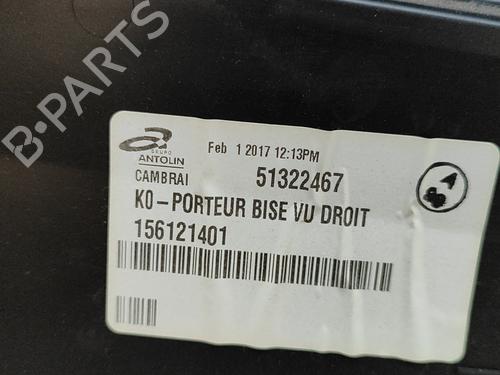 B-PARTS
GRUPO
ANTOLIN
Feb 1 2017 12:13PM
CAMBRAI
51322467
K0-PORTEUR BISE VU DROIT
156121401
A